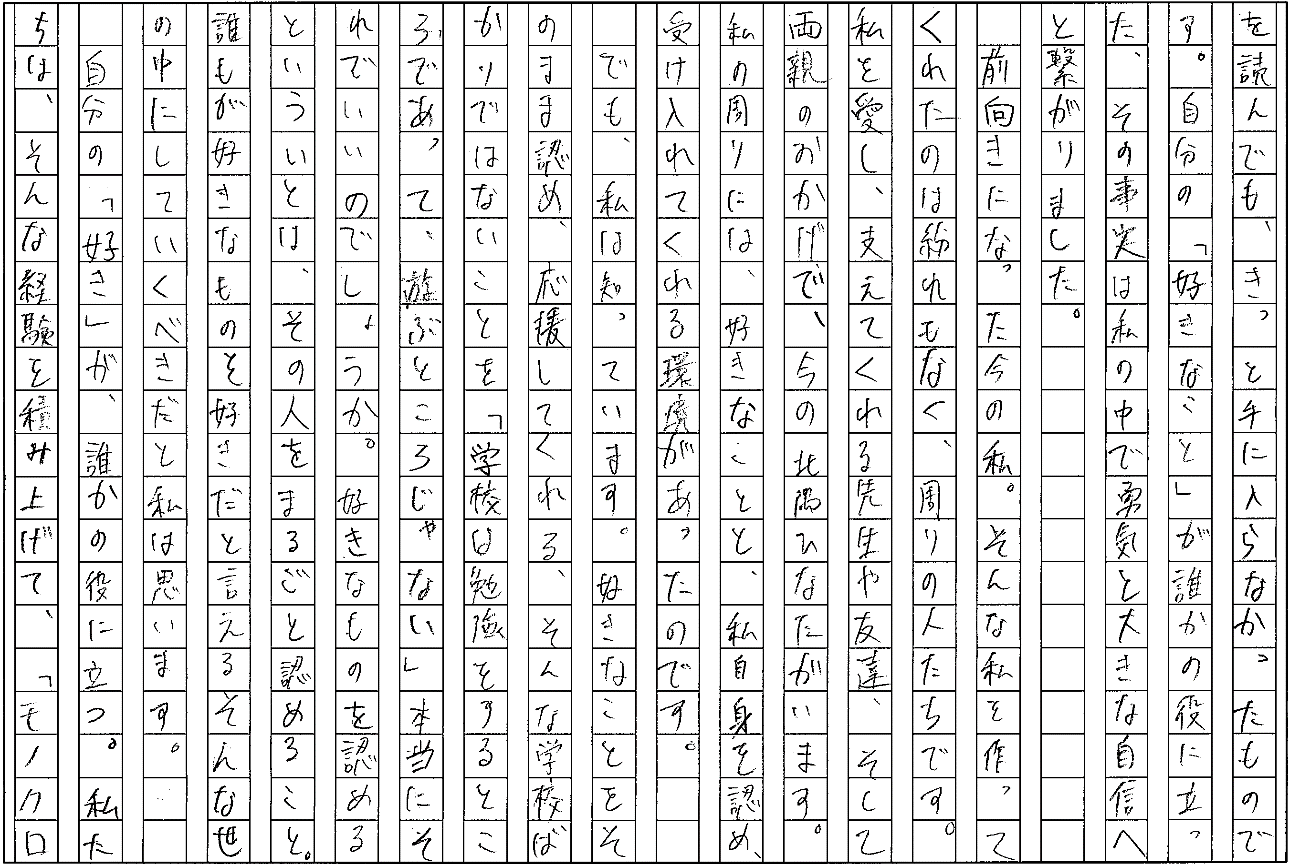 を読んでも、きっと手に入らなかったもので
す。自分の「好きなこと」が誰かの役に立っ
た、その事実は私の中で勇気と大きな自信へ
と繋がりました。
前向きになった今の私。そんな私を作って
くれたのは紛れもなく、周りの人たちです。
私を愛し、支えてくれる先生や友達、そして
両親のおかげで、今の北隅ひなたがいます。
私の周りには、好きなことと、私自身を認め、
受け入れてくれる環境があったのです。
でも、私は知っています。好きなことをそ
のまま認め、応援してくれる、そんな学校ば
かりではないことを「学校は勉強をするとこ
ろであって、遊ぶところじゃない」本当にそ
れでいいのでしょうか。好きなものを認める
といういとは、その人をまるごと認めること。
誰もが好きなものを好きだと言えるそんな世
の中にしていくべきだと私は思います。
自分の「好き」が、誰かの役に立つ。私た
ちは、そんな経験を積み上げて、「モノクロ